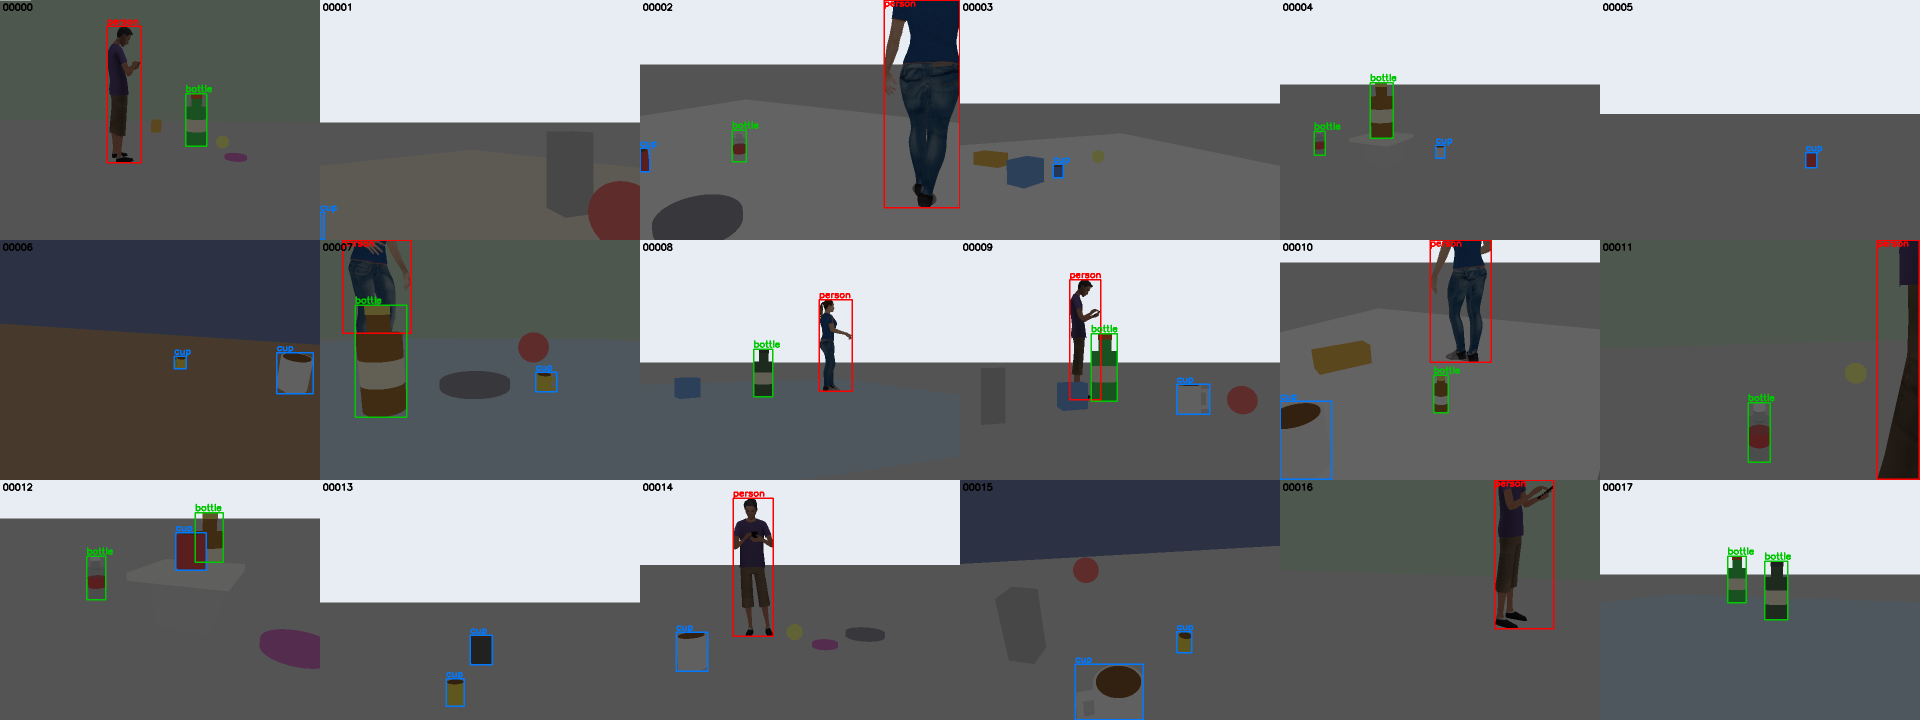 00000
person
bottle
00001
cup
00002
person
bottle
cup
00003
cup
00004
bottle
bottle
cup
00005
cup
00006
cup
cup
00007
person
bottle
cup
00008
person
bottle
00009
person
bottle
cup
00010
person
bottle
cup
00011
person
bottle
00012
bottle
cup
bottle
00013
cup
cup
00014
person
cup
00015
cup
cup
00016
person
00017
bottle
bottle